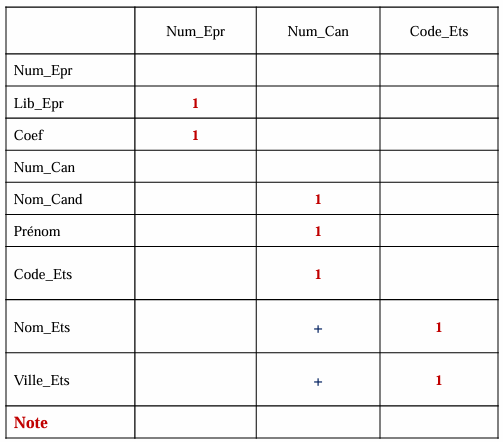 Num_Epr Num_Can Code_Ets
Num_Epr
Lib_Epr 1
Coef 1
Num_Can
Nom_Cand 1
Prénom 1
Code_Ets 1
Nom_Ets + 1
Ville_Ets + 1
Note